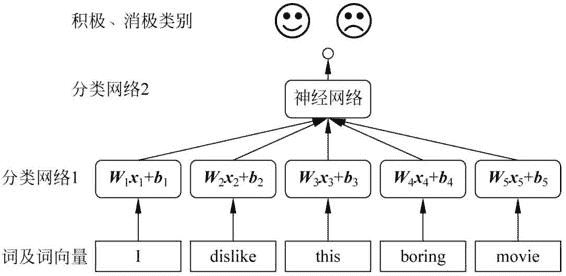 积极、消极类别
分类网络2
神经网络
分类网络1 W1x1+b1 W2x2+b2 W3x3+b3 W4x4+b4 W5x5+b5
词及词向量 I dislike this boring movie